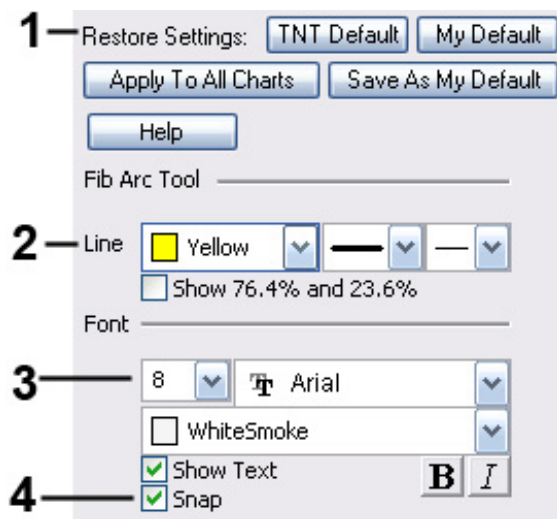 1 Restore Settings: TNT Default My Default
Apply To All Charts Save As My Default
Help
Fib Arc Tool
2 Line Yellow
Show 76.4% and 23.6%
Font
3 8 Arial
WhiteSmoke
Show Text B I
4 Snap